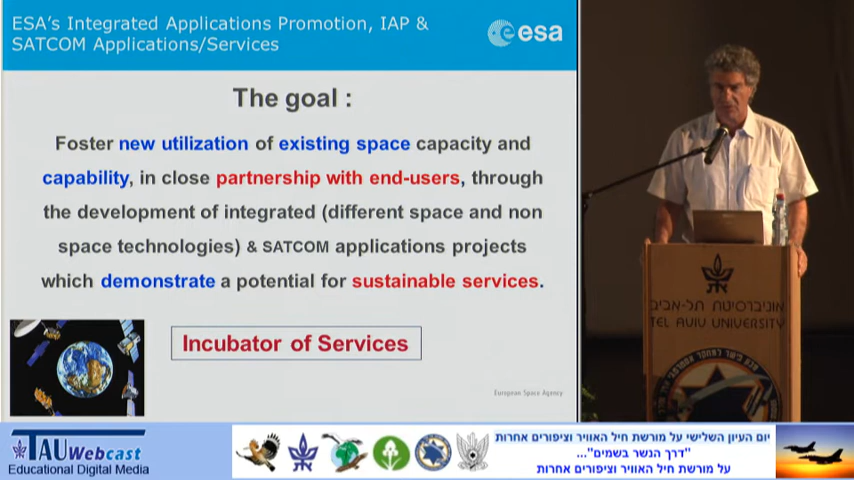 ESA's Integrated Applications Promotion, IAP &
SATCOM Applications/Services
esa
The goal :
Foster new utilization of existing space capacity and
capability, in close partnership with end-users, through
the development of integrated (different space and non
space technologies) & SATCOM applications projects
which demonstrate a potential for sustainable services.
Incubator of Services
European Space Agency
אוניברסיטת תל-אביב
TEL AVIV UNIVERSITY
TAU Webcast
Educational Digital Media
יום העיון השלישי על מורשת חיל האוויר וציפורים אחרות
"דרך הנשר בשמים"...
על מורשת חיל האוויר וציפורים אחרות